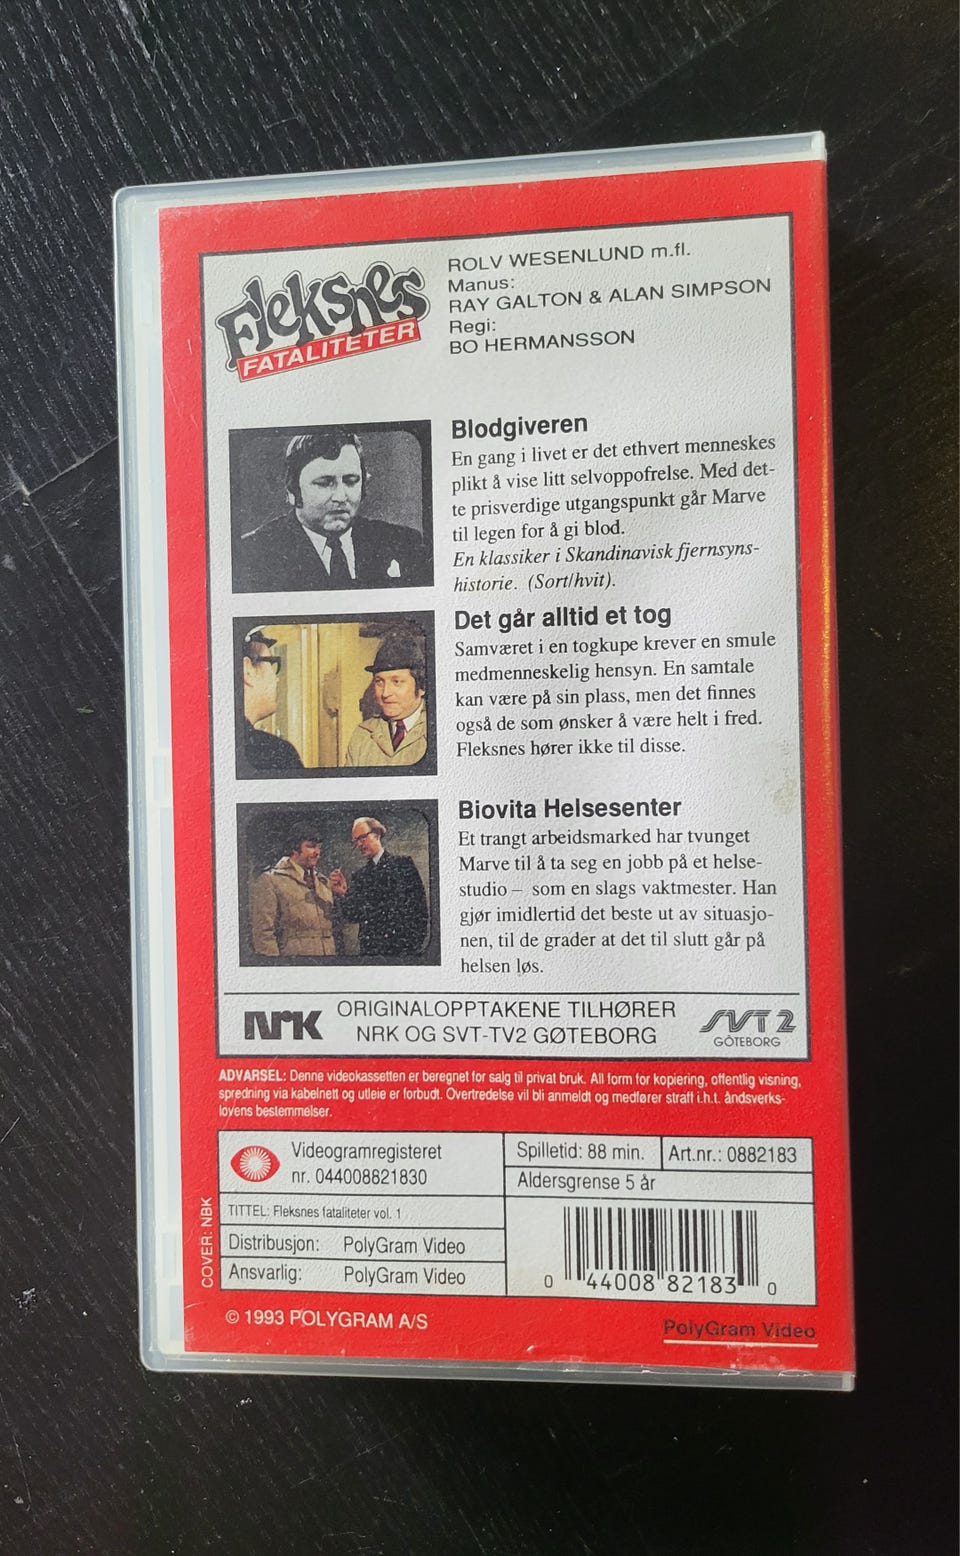 Fleksnes
FATALITETER
ROLV WESENLUND m.fl.
Manus:
RAY GALTON & ALAN SIMPSON
Regi:
BO HERMANSSON
Blodgiveren
En gang i livet er det ethvert menneskes
plikt å vise litt selvoppofrelse. Med det-
te prisverdige utgangspunkt går Marve
til legen for å gi blod.
En klassiker i Skandinavisk fjernsyns-
historie. (Sort/hvit).
Det går alltid et tog
Samværet i en togkupe krever en smule
medmenneskelig hensyn. En samtale
kan være på sin plass, men det finnes
også de som ønsker å være helt i fred.
Fleksnes hører ikke til disse.
Biovita Helsesenter
Et trangt arbeidsmarked har tvunget
Marve til å ta seg en jobb på et helse-
studio – som en slags vaktmester. Han
gjør imidlertid det beste ut av situasjo-
nen, til de grader at det til slutt går på
helsen løs.
NRK
ORIGINALOPPTAKENE TILHØRER
NRK OG SVT-TV2 GØTEBORG
SVT 2
GÖTEBORG
ADVARSEL: Denne videokassetten er beregnet for salg til privat bruk. All form for kopiering, offentlig visning,
spredning via kabelnett og utleie er forbudt. Overtredelse vil bli anmeldt og medfører straff i.h.t. åndsverks-
lovens bestemmelser.
Videogramregisteret
nr. 044008821830
Spilletid: 88 min.
Art.nr.: 0882183
Aldersgrense 5 år
TITTEL: Fleksnes fataliteter vol. 1
Distribusjon: PolyGram Video
Ansvarlig: PolyGram Video
0 44008 82183 0
COVER: NBK
© 1993 POLYGRAM A/S
PolyGram Video